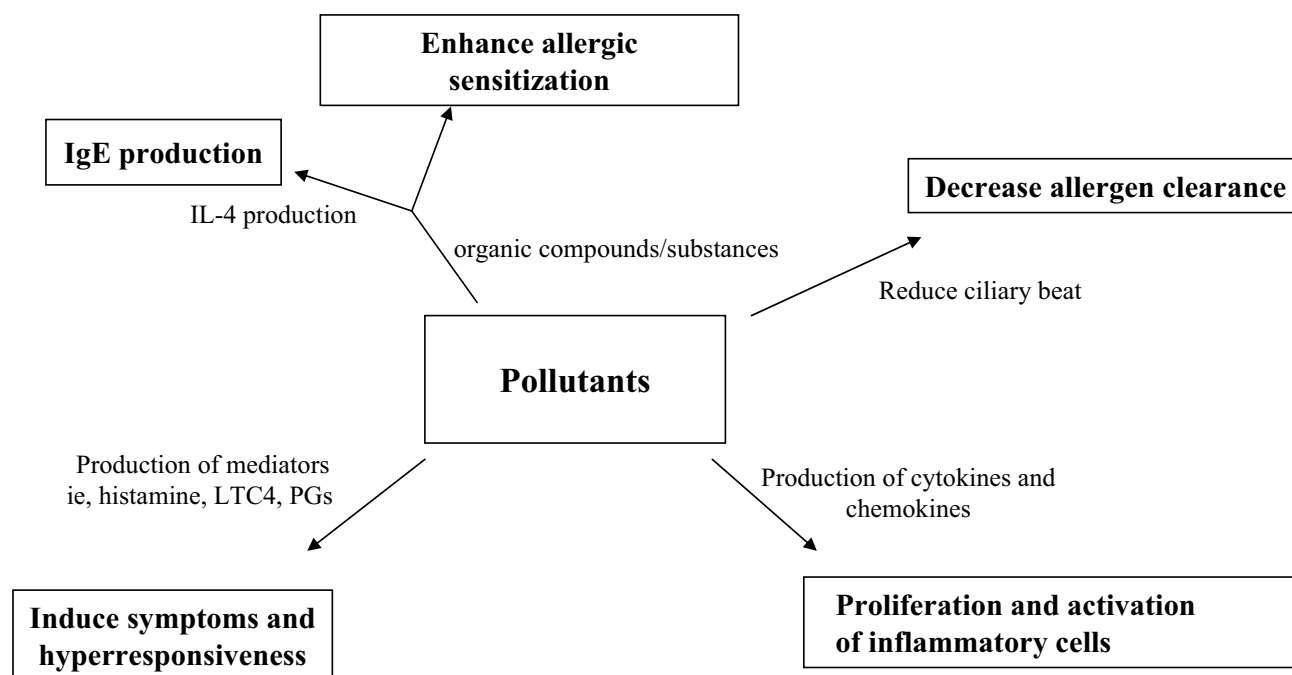 Enhance allergic
sensitization
IgE production
Decrease allergen clearance
IL-4 production
organic compounds/substances
Reduce ciliary beat
Pollutants
Production of mediators
ie, histamine, LTC4, PGs
Production of cytokines and
chemokines
Induce symptoms and
hyperresponsiveness
Proliferation and activation
of inflammatory cells